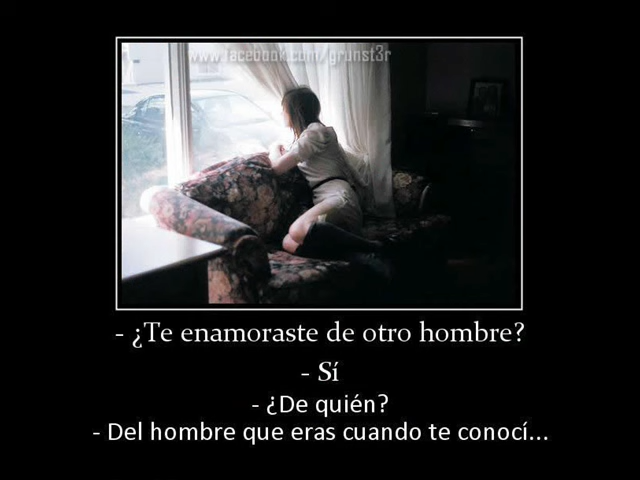 www.facebook.com/grunst3r
- ¿Te enamoraste de otro hombre?
- Sí
- ¿De quién?
- Del hombre que eras cuando te conocí...